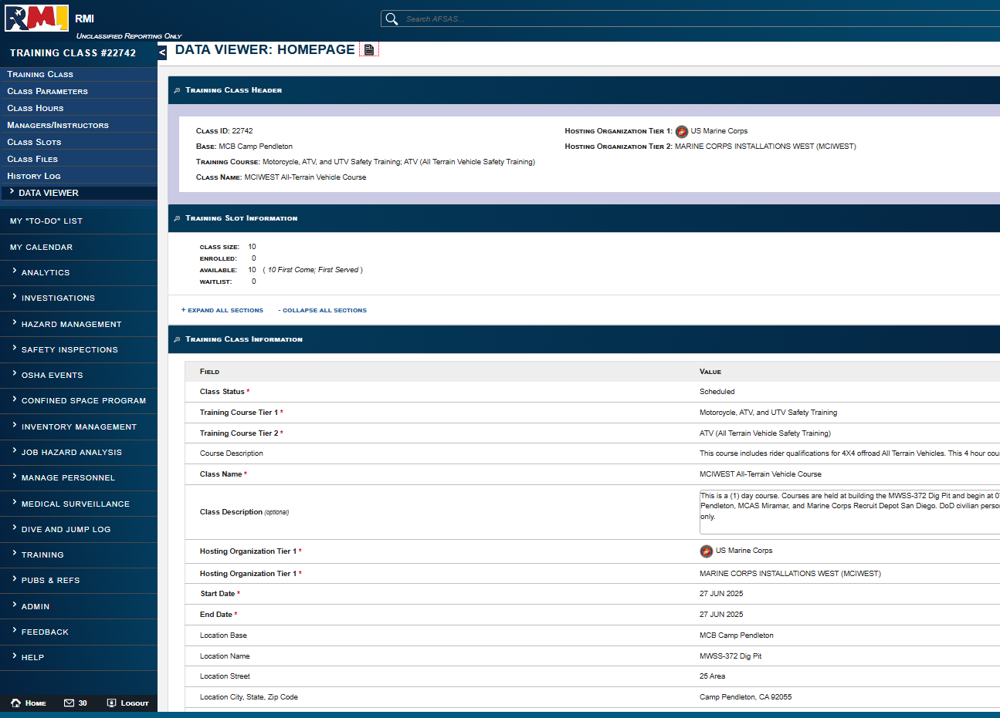 RMI
RMI
UNCLASSIFIED REPORTING ONLY
Search AFSAS...
TRAINING CLASS #22742
<
DATA VIEWER: HOMEPAGE
TRAINING CLASS
CLASS PARAMETERS
CLASS HOURS
MANAGERS/INSTRUCTORS
CLASS SLOTS
CLASS FILES
HISTORY LOG
DATA VIEWER
MY "TO-DO" LIST
MY CALENDAR
ANALYTICS
INVESTIGATIONS
HAZARD MANAGEMENT
SAFETY INSPECTIONS
OSHA EVENTS
CONFINED SPACE PROGRAM
INVENTORY MANAGEMENT
JOB HAZARD ANALYSIS
MANAGE PERSONNEL
MEDICAL SURVEILLANCE
DIVE AND JUMP LOG
TRAINING
PUBS & REFS
ADMIN
FEEDBACK
HELP
HOME 30 LOGOUT
TRAINING CLASS HEADER
CLASS ID: 22742
BASE: MCB Camp Pendleton
TRAINING COURSE: Motorcycle, ATV, and UTV Safety Training; ATV (All Terrain Vehicle Safety Training)
CLASS NAME: MCIWEST All-Terrain Vehicle Course
HOSTING ORGANIZATION TIER 1: US Marine Corps
HOSTING ORGANIZATION TIER 2: MARINE CORPS INSTALLATIONS WEST (MCIWEST)
TRAINING SLOT INFORMATION
CLASS SIZE: 10
ENROLLED: 0
AVAILABLE: 10 ( 10 First Come; First Served )
WAITLIST: 0
+ EXPAND ALL SECTIONS - COLLAPSE ALL SECTIONS
TRAINING CLASS INFORMATION
FIELD VALUE
Class Status * Scheduled
Training Course Tier 1 * Motorcycle, ATV, and UTV Safety Training
Training Course Tier 2 * ATV (All Terrain Vehicle Safety Training)
Course Description This course includes rider qualifications for 4X4 offroad All Terrain Vehicles. This 4 hour cou
Class Name * MCIWEST All-Terrain Vehicle Course
Class Description (optional)
This is a (1) day course. Courses are held at building the MWSS-372 Dig Pit and begin at 0
Pendleton, MCAS Miramar, and Marine Corps Recruit Depot San Diego. DoD civilian perso
only.
Hosting Organization Tier 1 * US Marine Corps
Hosting Organization Tier 1 * MARINE CORPS INSTALLATIONS WEST (MCIWEST)
Start Date * 27 JUN 2025
End Date * 27 JUN 2025
Location Base MCB Camp Pendleton
Location Name MWSS-372 Dig Pit
Location Street 25 Area
Location City, State, Zip Code Camp Pendleton, CA 92055